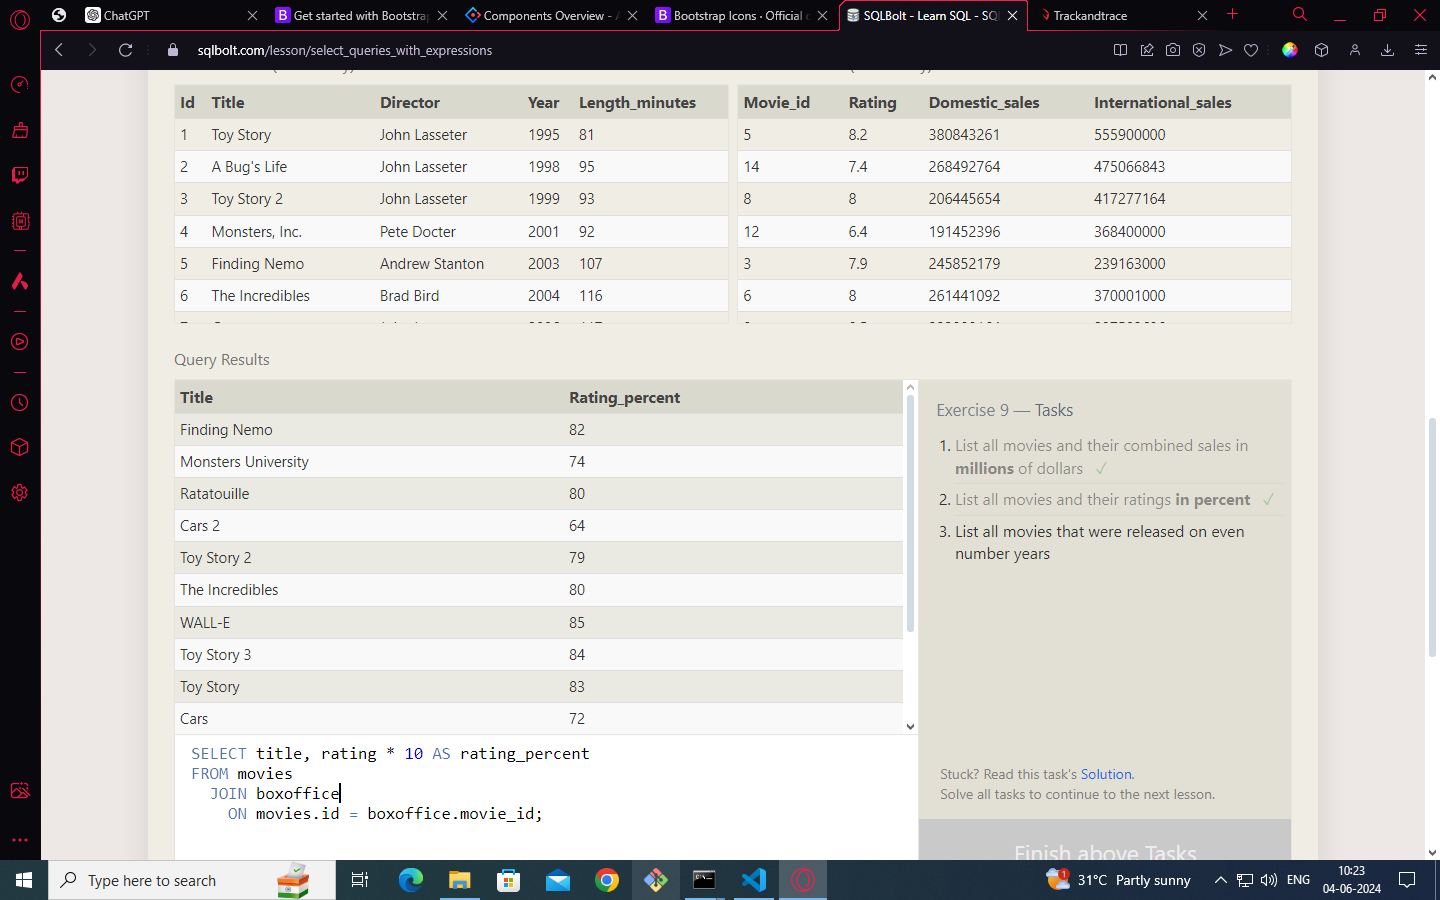 ChatGPT
Get started with Bootstrap
Components Overview -
Bootstrap Icons · Official
SQLBolt - Learn SQL - SQ
Trackandtrace
sqlbolt.com/lesson/select_queries_with_expressions
Id Title Director Year Length_minutes
1 Toy Story John Lasseter 1995 81
2 A Bug's Life John Lasseter 1998 95
3 Toy Story 2 John Lasseter 1999 93
4 Monsters, Inc. Pete Docter 2001 92
5 Finding Nemo Andrew Stanton 2003 107
6 The Incredibles Brad Bird 2004 116
Movie_id Rating Domestic_sales International_sales
5 8.2 380843261 555900000
14 7.4 268492764 475066843
8 8 206445654 417277164
12 6.4 191452396 368400000
3 7.9 245852179 239163000
6 8 261441092 370001000
Query Results
Title Rating_percent
Finding Nemo 82
Monsters University 74
Ratatouille 80
Cars 2 64
Toy Story 2 79
The Incredibles 80
WALL-E 85
Toy Story 3 84
Toy Story 83
Cars 72
SELECT title, rating * 10 AS rating_percent
FROM movies
JOIN boxoffice
ON movies.id = boxoffice.movie_id;
Exercise 9 — Tasks
1. List all movies and their combined sales in
millions of dollars ✓
2. List all movies and their ratings in percent ✓
3. List all movies that were released on even
number years
Stuck? Read this task's Solution.
Solve all tasks to continue to the next lesson.
Finish above Tasks
Type here to search
1
31°C Partly sunny
ENG
10:23
04-06-2024